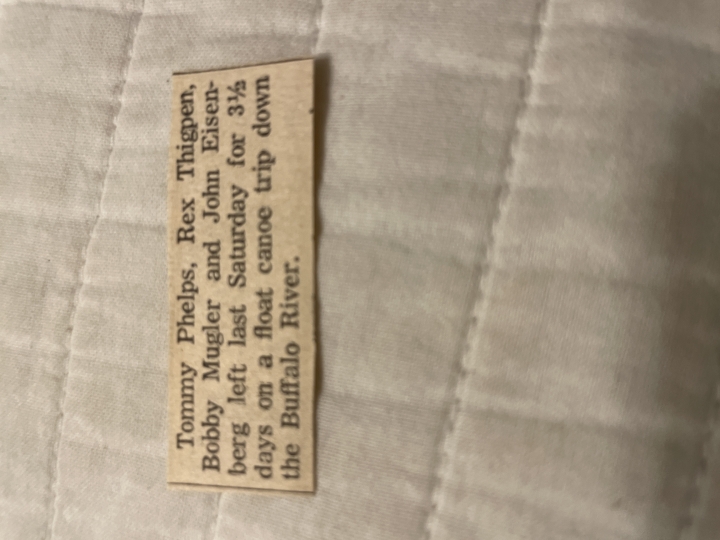 Tommy Phelps, Rex Thigpen,
Bobby Mugler and John Eisen-
berg left last Saturday for 3½
days on a float canoe trip down
the Buffalo River.